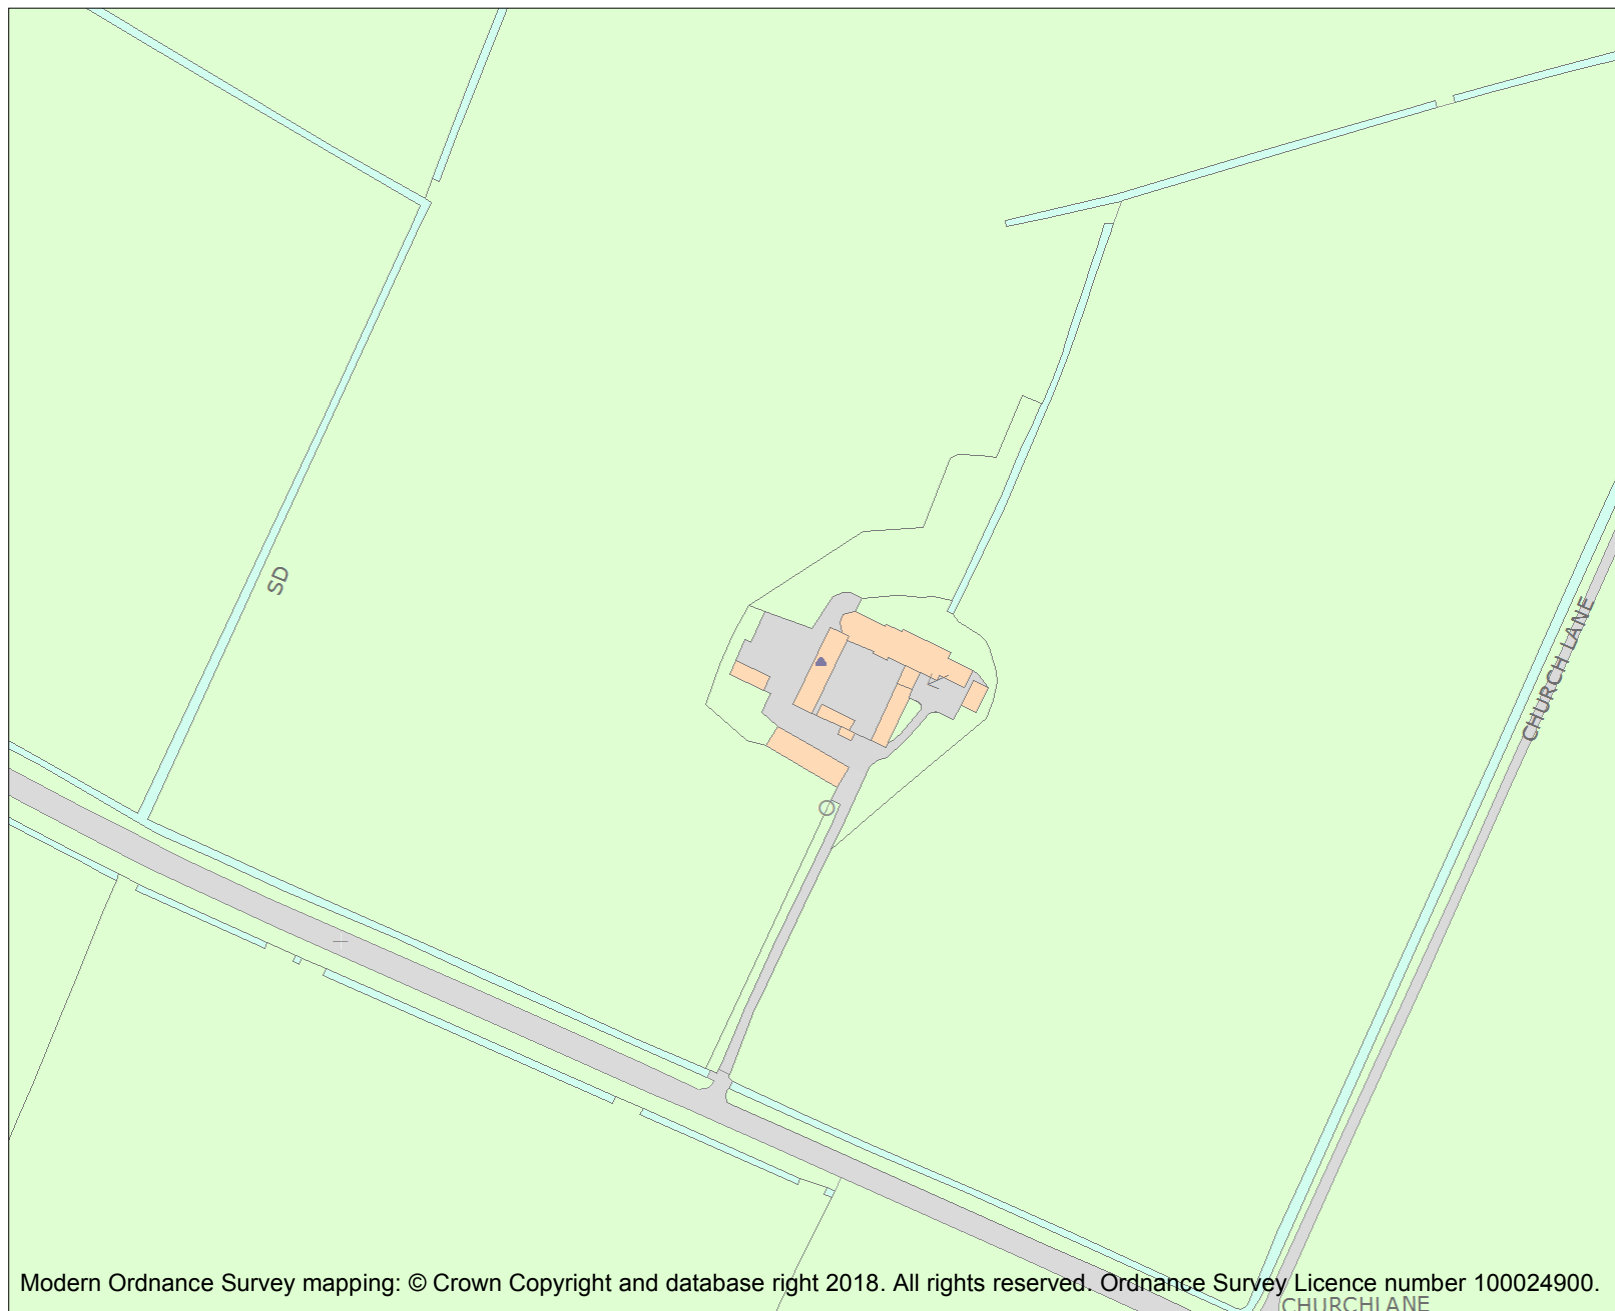 SD
CHURCH LANE
Modern Ordnance Survey mapping: © Crown Copyright and database right 2018. All rights reserved. Ordnance Survey Licence number 100024900.
CHURCH LANE